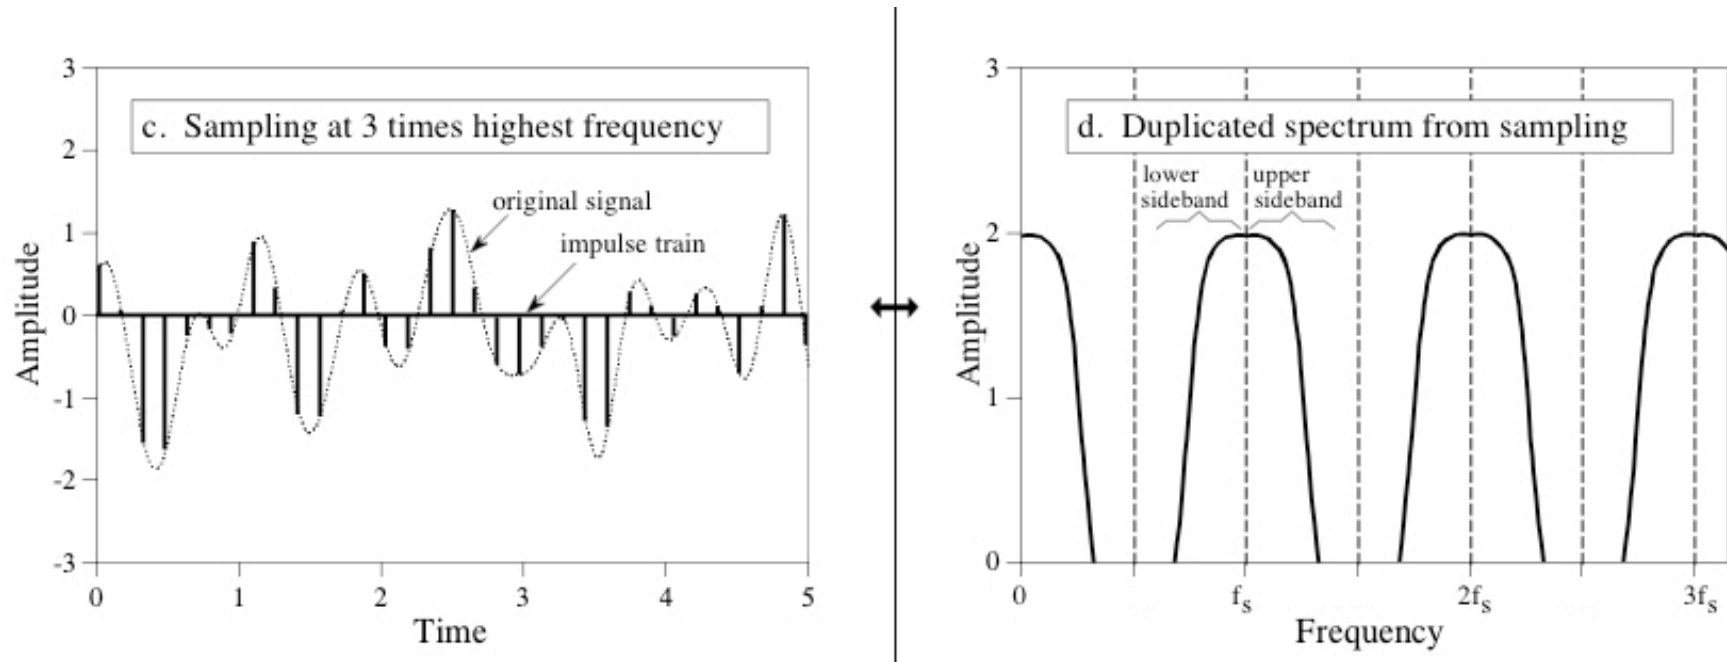 c. Sampling at 3 times highest frequency
original signal
impulse train
Amplitude
3
2
1
0
-1
-2
-3
0 1 2 3 4 5
Time
d. Duplicated spectrum from sampling
lower
sideband
upper
sideband
Amplitude
3
2
1
0
0 fs 2fs 3fs
Frequency